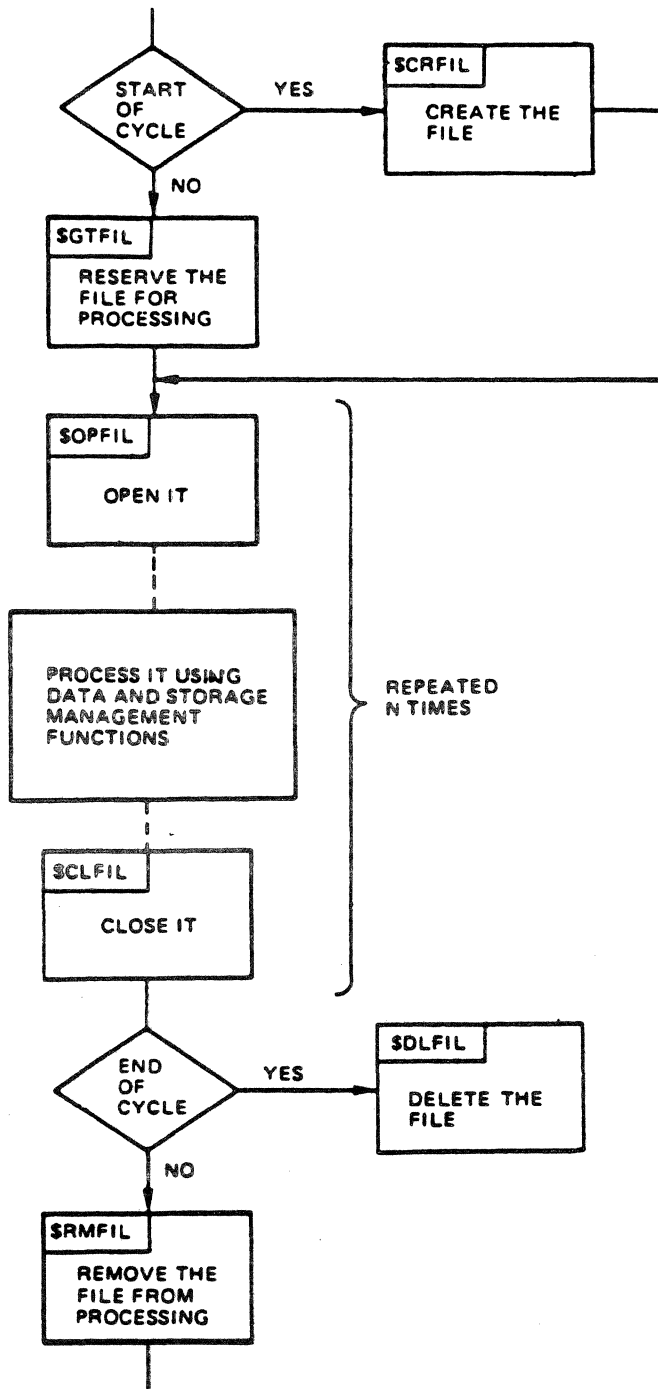 START
OF
CYCLE
YES
$CRFIL
CREATE THE
FILE
NO
$GTFIL
RESERVE THE
FILE FOR
PROCESSING
$OPFIL
OPEN IT
PROCESS IT USING
DATA AND STORAGE
MANAGEMENT
FUNCTIONS
REPEATED
N TIMES
$CLFIL
CLOSE IT
END
OF
CYCLE
YES
$DLFIL
DELETE THE
FILE
NO
$RMFIL
REMOVE THE
FILE FROM
PROCESSING